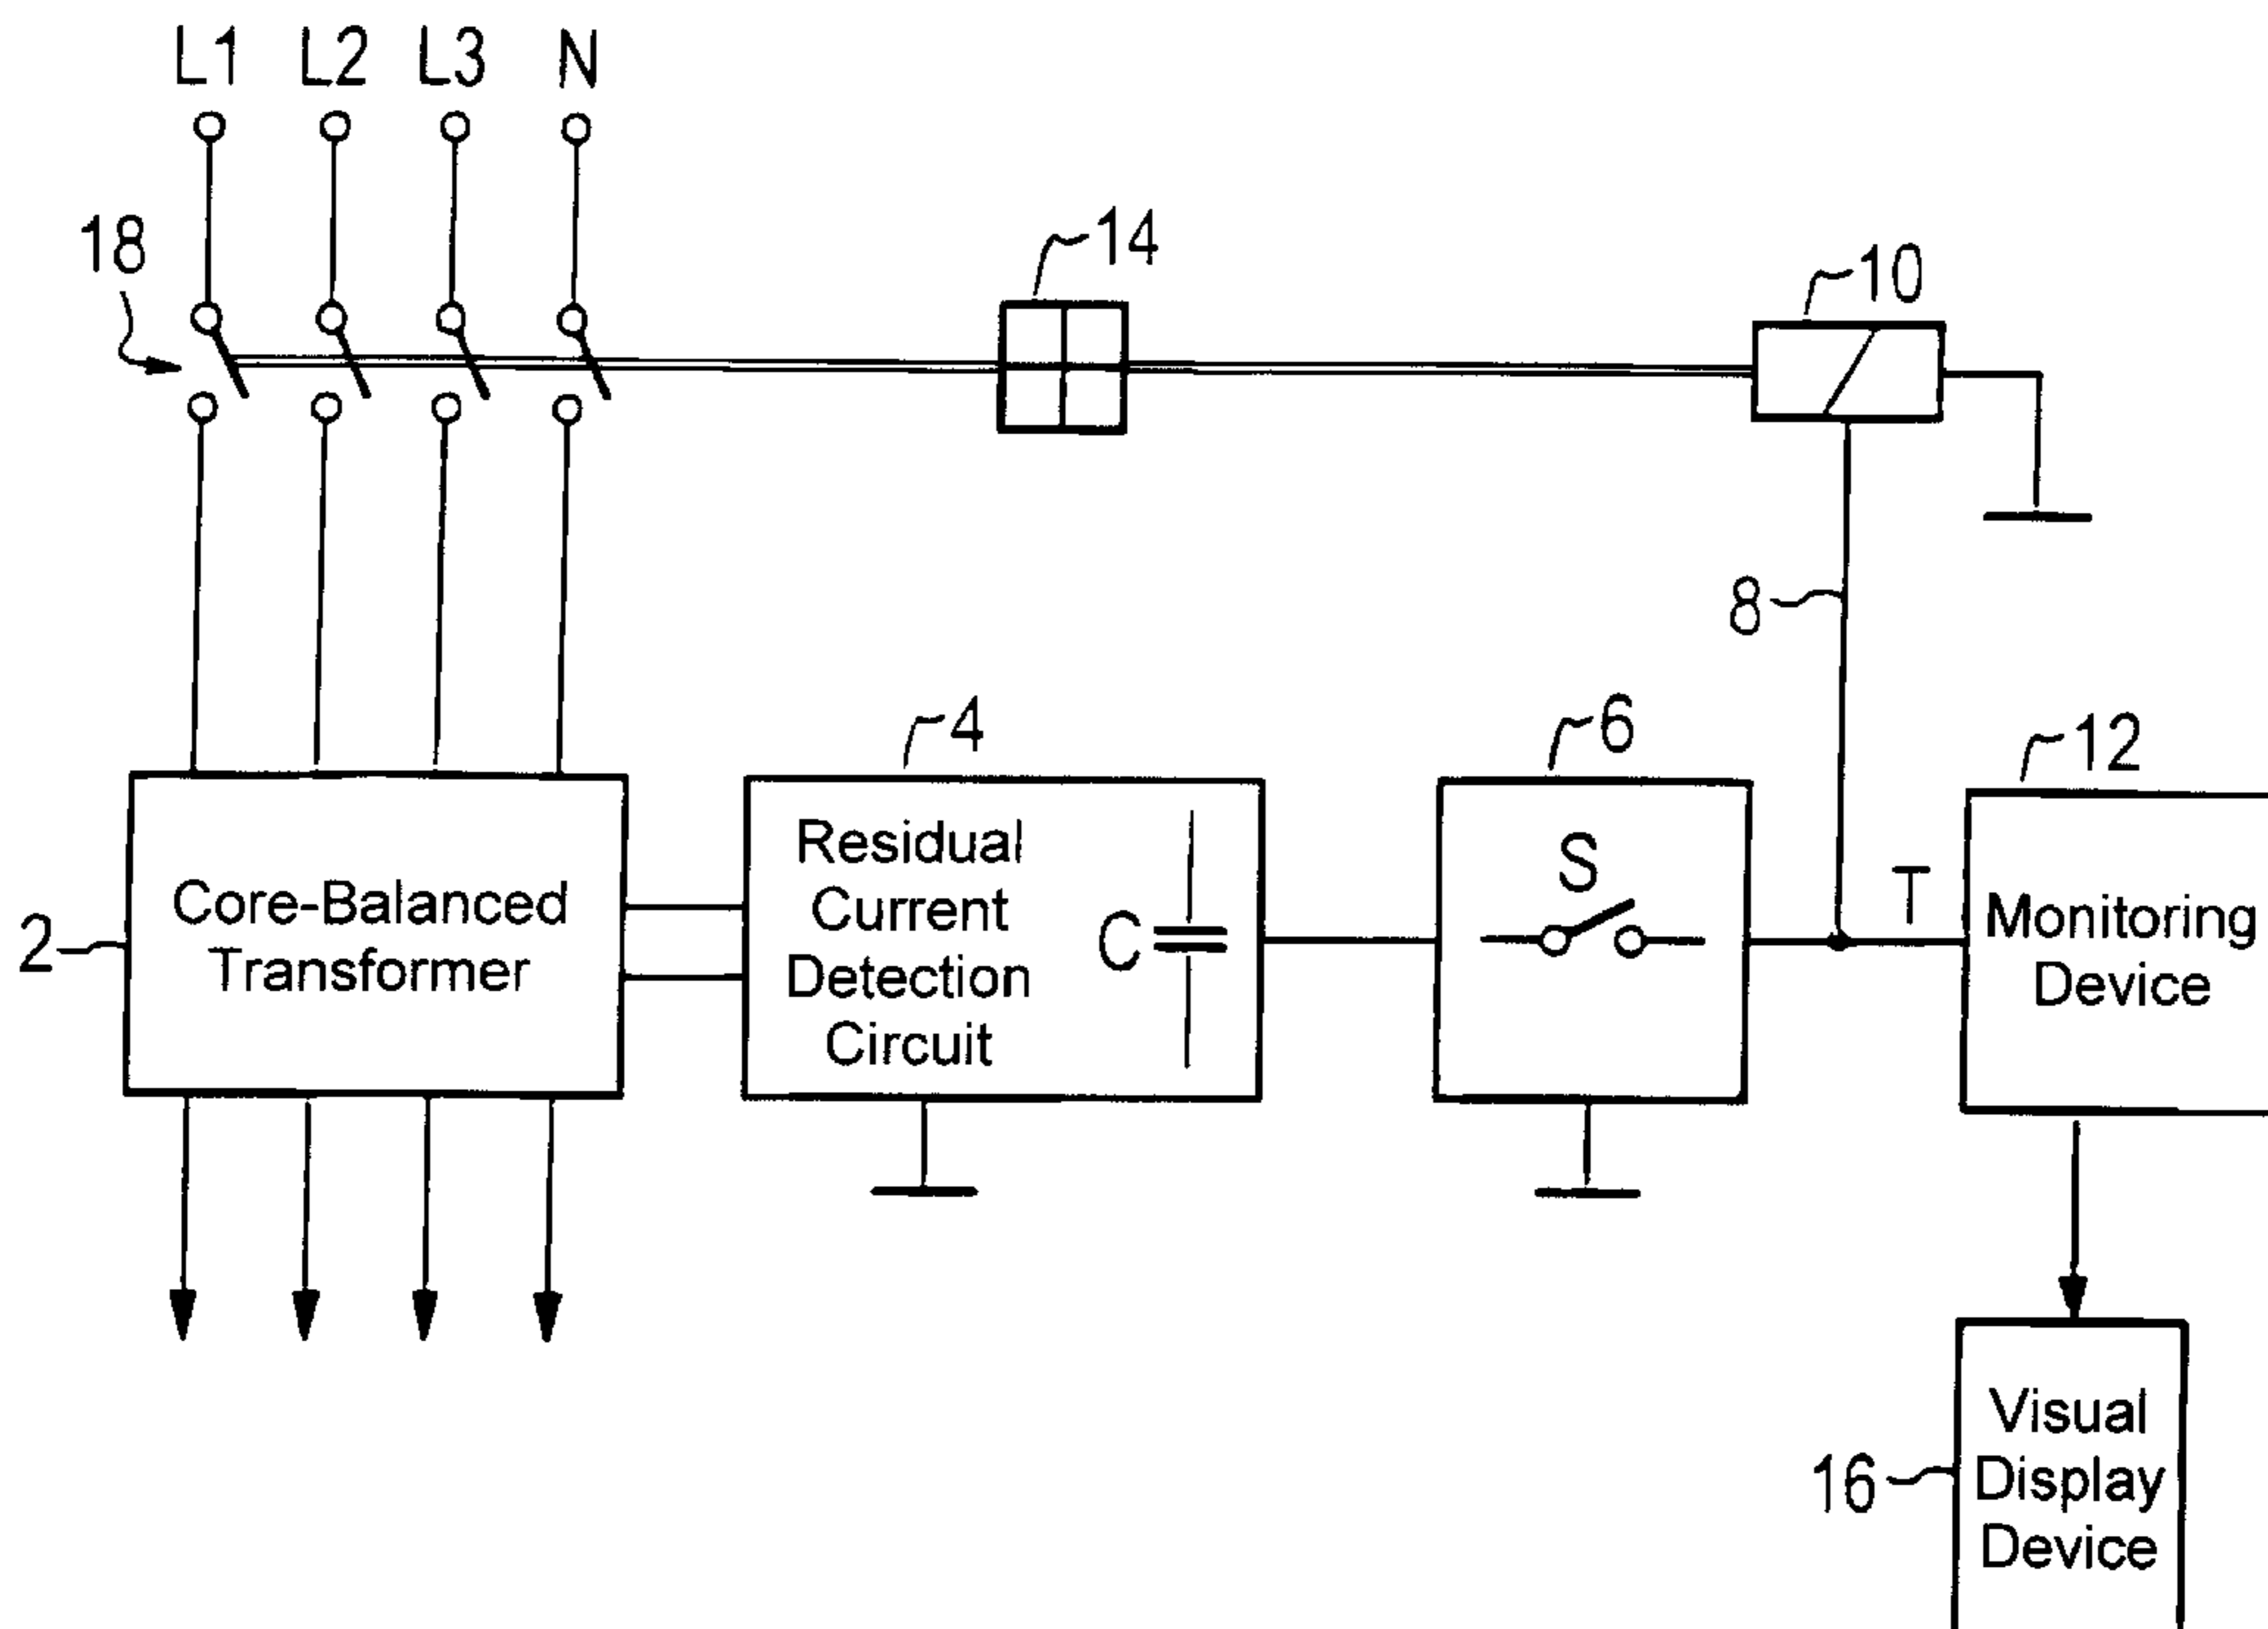 L1 L2 L3 N
18
14
10
8
4
6
12
2
Core-Balanced
Transformer
Residual
Current
Detection
Circuit
C
S
T
Monitoring
Device
16
Visual
Display
Device